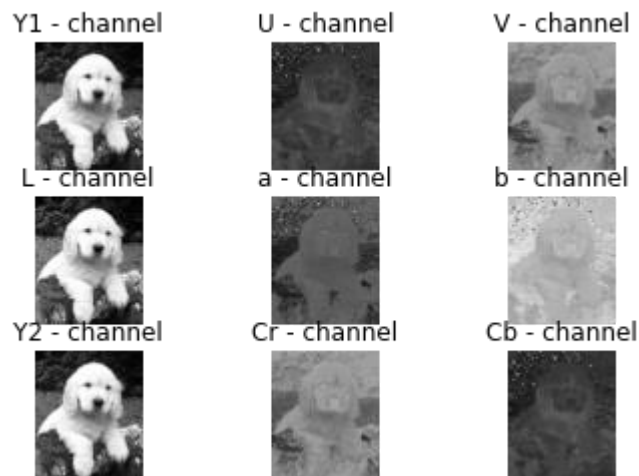 Y1 - channel
U - channel
V - channel
L - channel
a - channel
b - channel
Y2 - channel
Cr - channel
Cb - channel